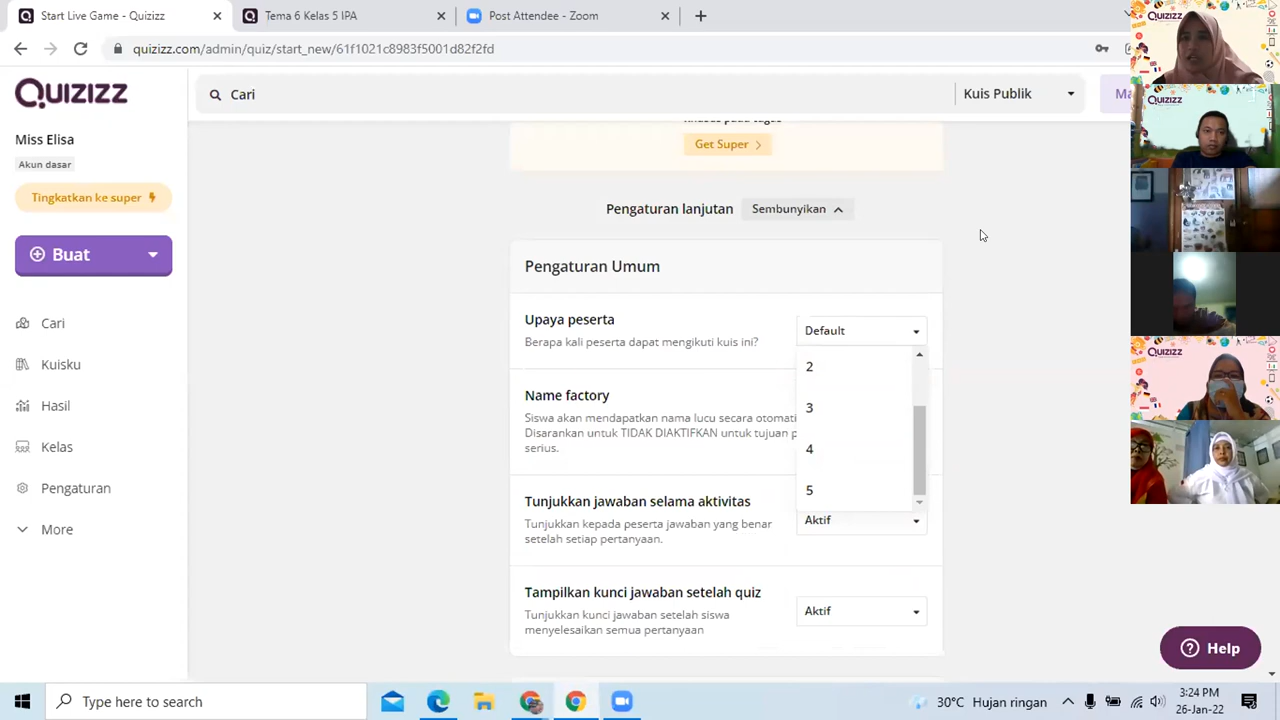 Start Live Game - Quizizz
Tema 6 Kelas 5 IPA
Post Attendee - Zoom
quizizz.com/admin/quiz/start_new/61f1021c8983f5001d82f2fd
QUIZIZZ
Cari
Kuis Publik
Miss Elisa
Akun dasar
Tingkatkan ke super
Buat
Cari
Kuisku
Hasil
Kelas
Pengaturan
More
Get Super
Pengaturan lanjutan
Sembunyikan
Pengaturan Umum
Upaya peserta
Default
Berapa kali peserta dapat mengikuti kuis ini?
2
3
4
5
Name factory
Siswa akan mendapatkan nama lucu secara otomati
Disarankan untuk TIDAK DIAKTIFKAN untuk tujuan p
serius.
Tunjukkan jawaban selama aktivitas
Aktif
Tunjukkan kepada peserta jawaban yang benar
setelah setiap pertanyaan.
Tampilkan kunci jawaban setelah quiz
Aktif
Tunjukkan kunci jawaban setelah siswa
menyelesaikan semua pertanyaan
Help
QUIZIZZ
QUIZIZZ
QUIZIZZ
Type here to search
30°C Hujan ringan
3:24 PM
26-Jan-22